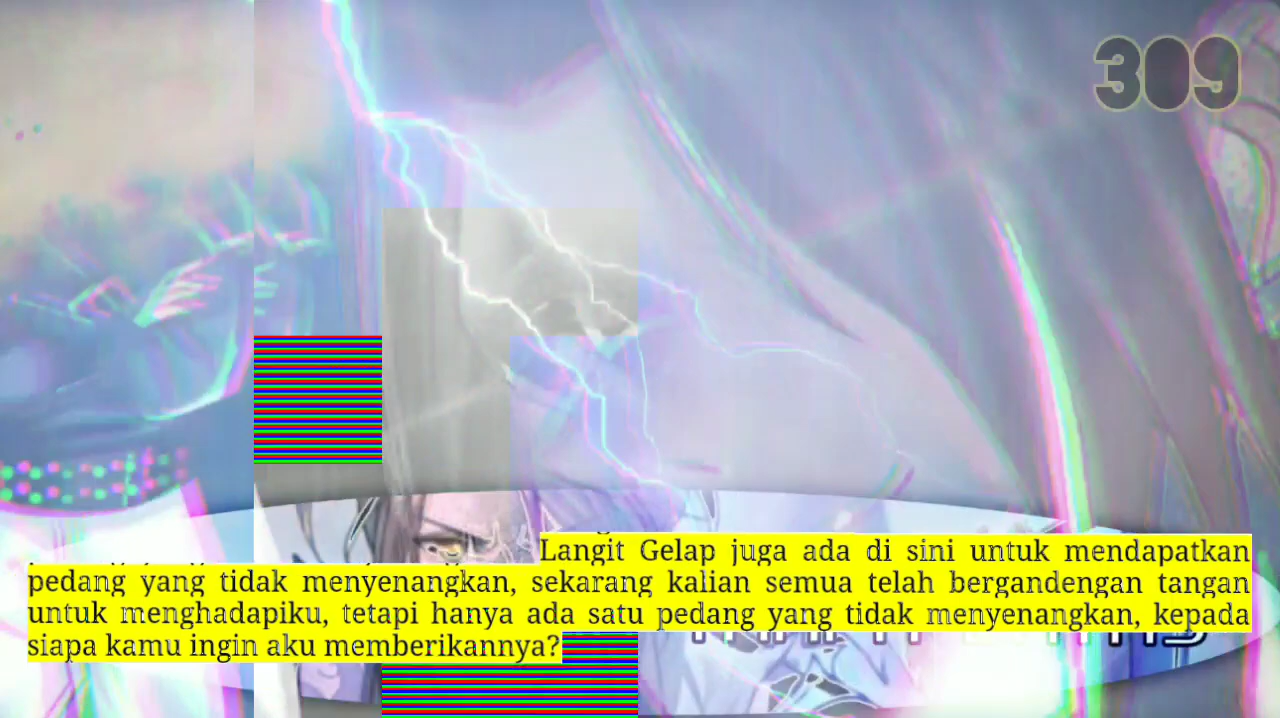 309
Langit Gelap juga ada di sini untuk mendapatkan
pedang yang tidak menyenangkan, sekarang kalian semua telah bergandengan tangan
untuk menghadapiku, tetapi hanya ada satu pedang yang tidak menyenangkan, kepada
siapa kamu ingin aku memberikannya?